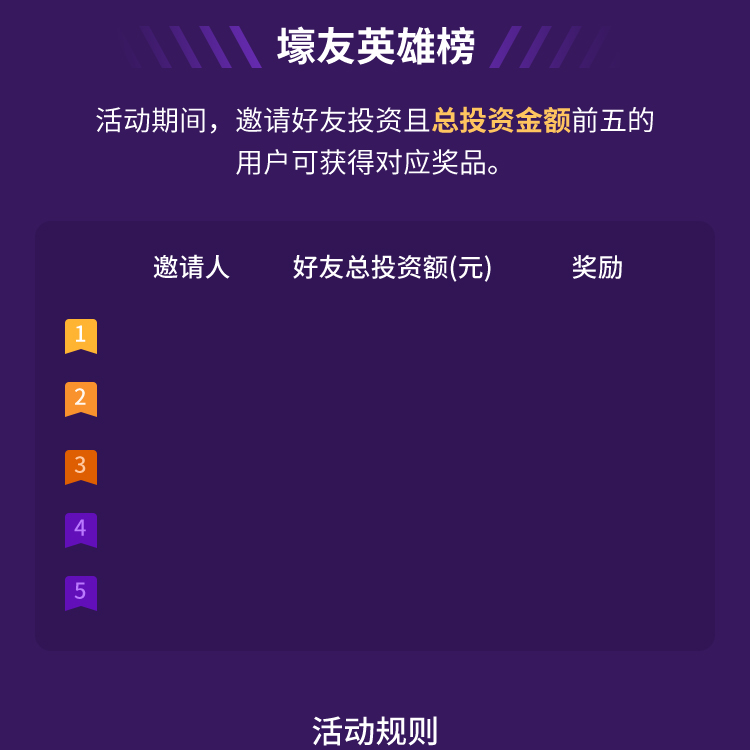 壕友英雄榜
活动期间，邀请好友投资且总投资金额前五的
用户可获得对应奖品。
邀请人 好友总投资额(元) 奖励
1
2
3
4
5
活动规则